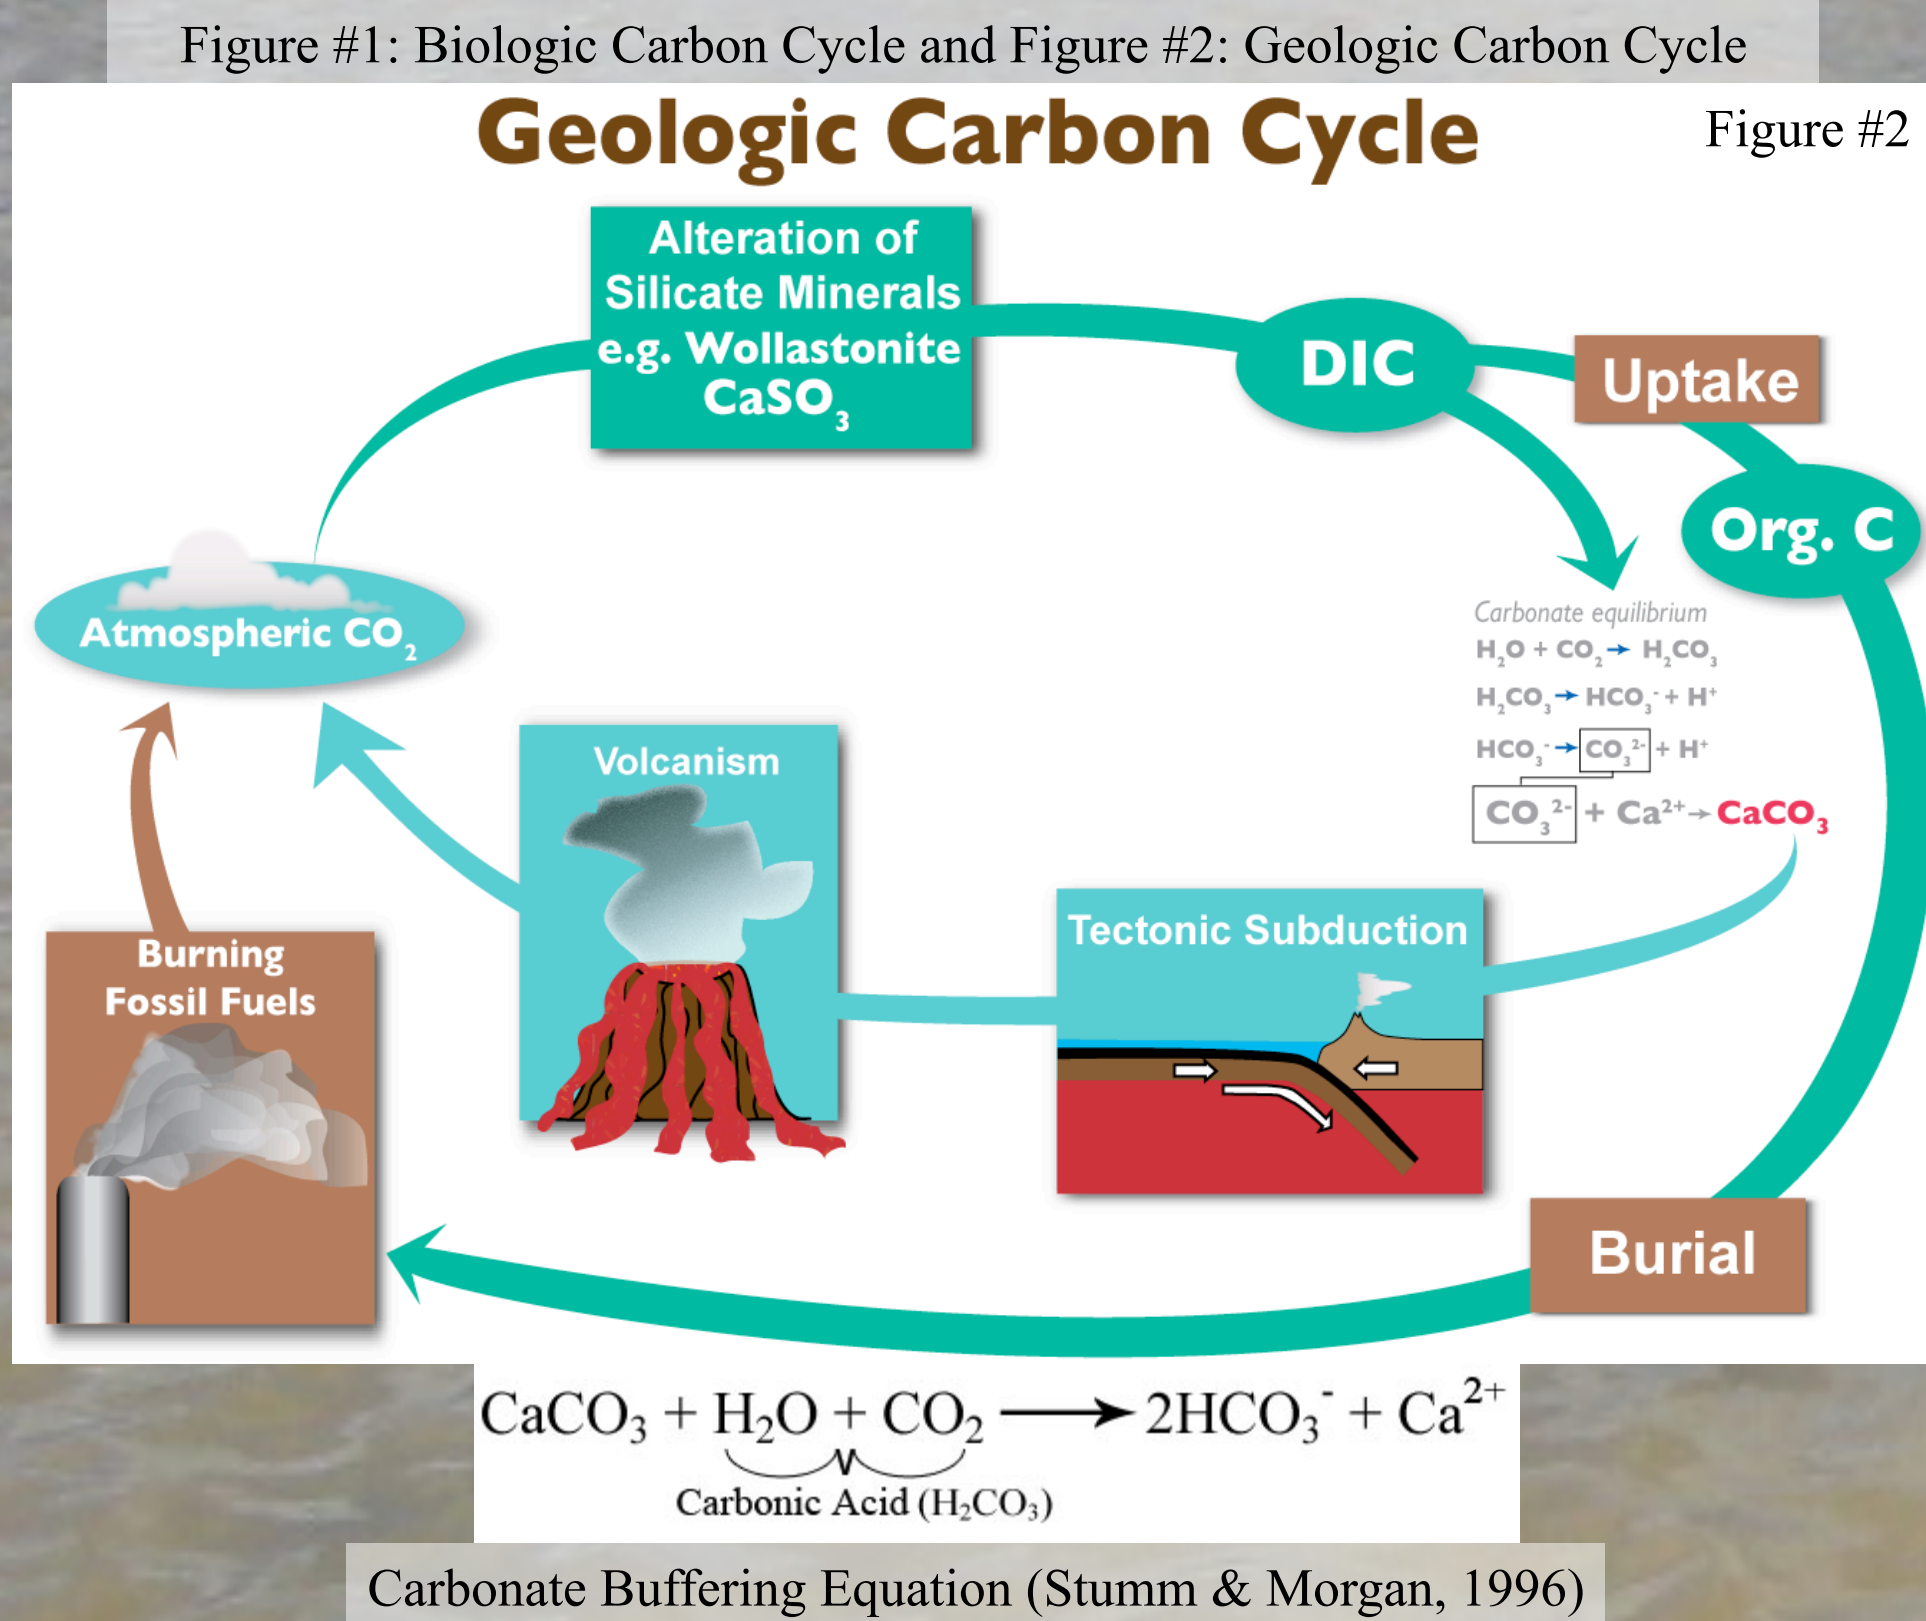 Figure #1: Biologic Carbon Cycle and Figure #2: Geologic Carbon Cycle
Geologic Carbon Cycle
Figure #2
Alteration of
Silicate Minerals
e.g. Wollastonite
CaSO₃
DIC
Uptake
Org. C
Atmospheric CO₂
Carbonate equilibrium
H₂O + CO₂ → H₂CO₃
H₂CO₃ → HCO₃⁻ + H⁺
HCO₃⁻ → CO₃²⁻ + H⁺
CO₃²⁻ + Ca²⁺ → CaCO₃
Volcanism
Tectonic Subduction
Burning
Fossil Fuels
Burial
CaCO₃ + H₂O + CO₂ → 2HCO₃⁻ + Ca²⁺
Carbonic Acid (H₂CO₃)
Carbonate Buffering Equation (Stumm & Morgan, 1996)